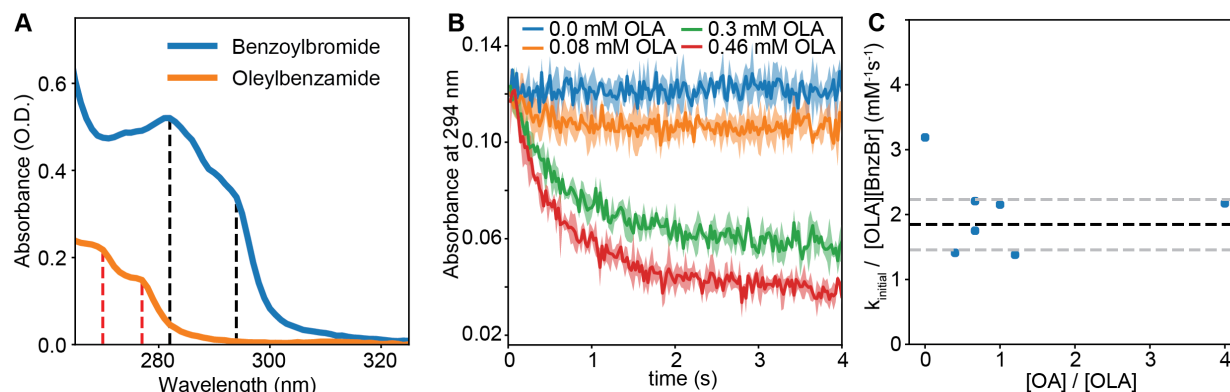 A
Benzoylbromide
Oleylbenzamide
Absorbance (O.D.)
0.6
0.4
0.2
0.0
280
300
320
Wavelength (nm)
B
0.0 mM OLA
0.3 mM OLA
0.08 mM OLA
0.46 mM OLA
Absorbance at 294 nm
0.14
0.10
0.06
0.02
0
1
2
3
4
time (s)
C
k_initial / [OLA][BnzBr] (mM⁻¹s⁻¹)
4
3
2
1
0
0
1
2
3
4
[OA] / [OLA]